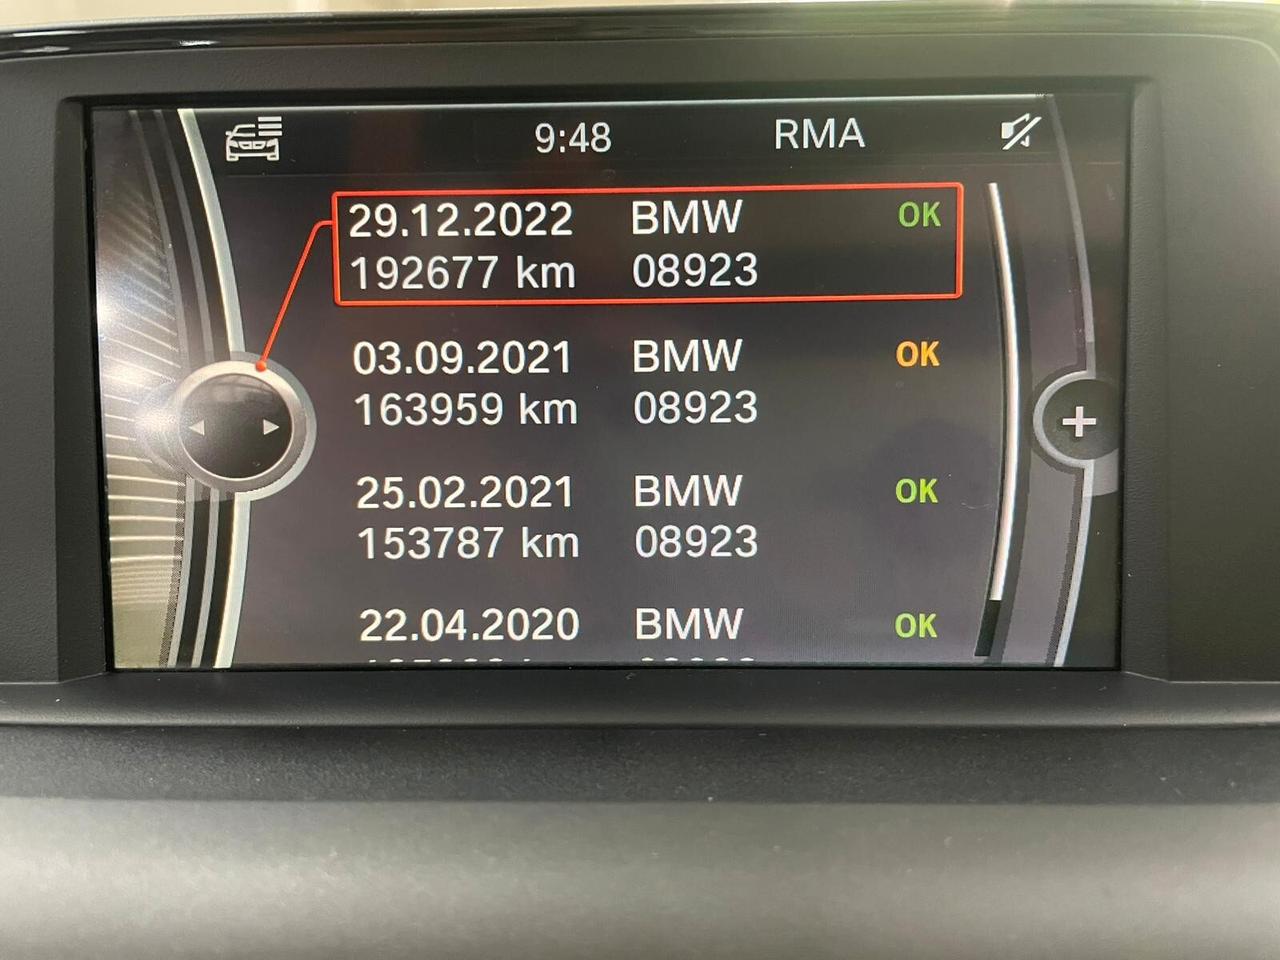 9:48 RMA
29.12.2022 BMW OK
192677 km 08923
03.09.2021 BMW OK
163959 km 08923
25.02.2021 BMW OK
153787 km 08923
22.04.2020 BMW OK